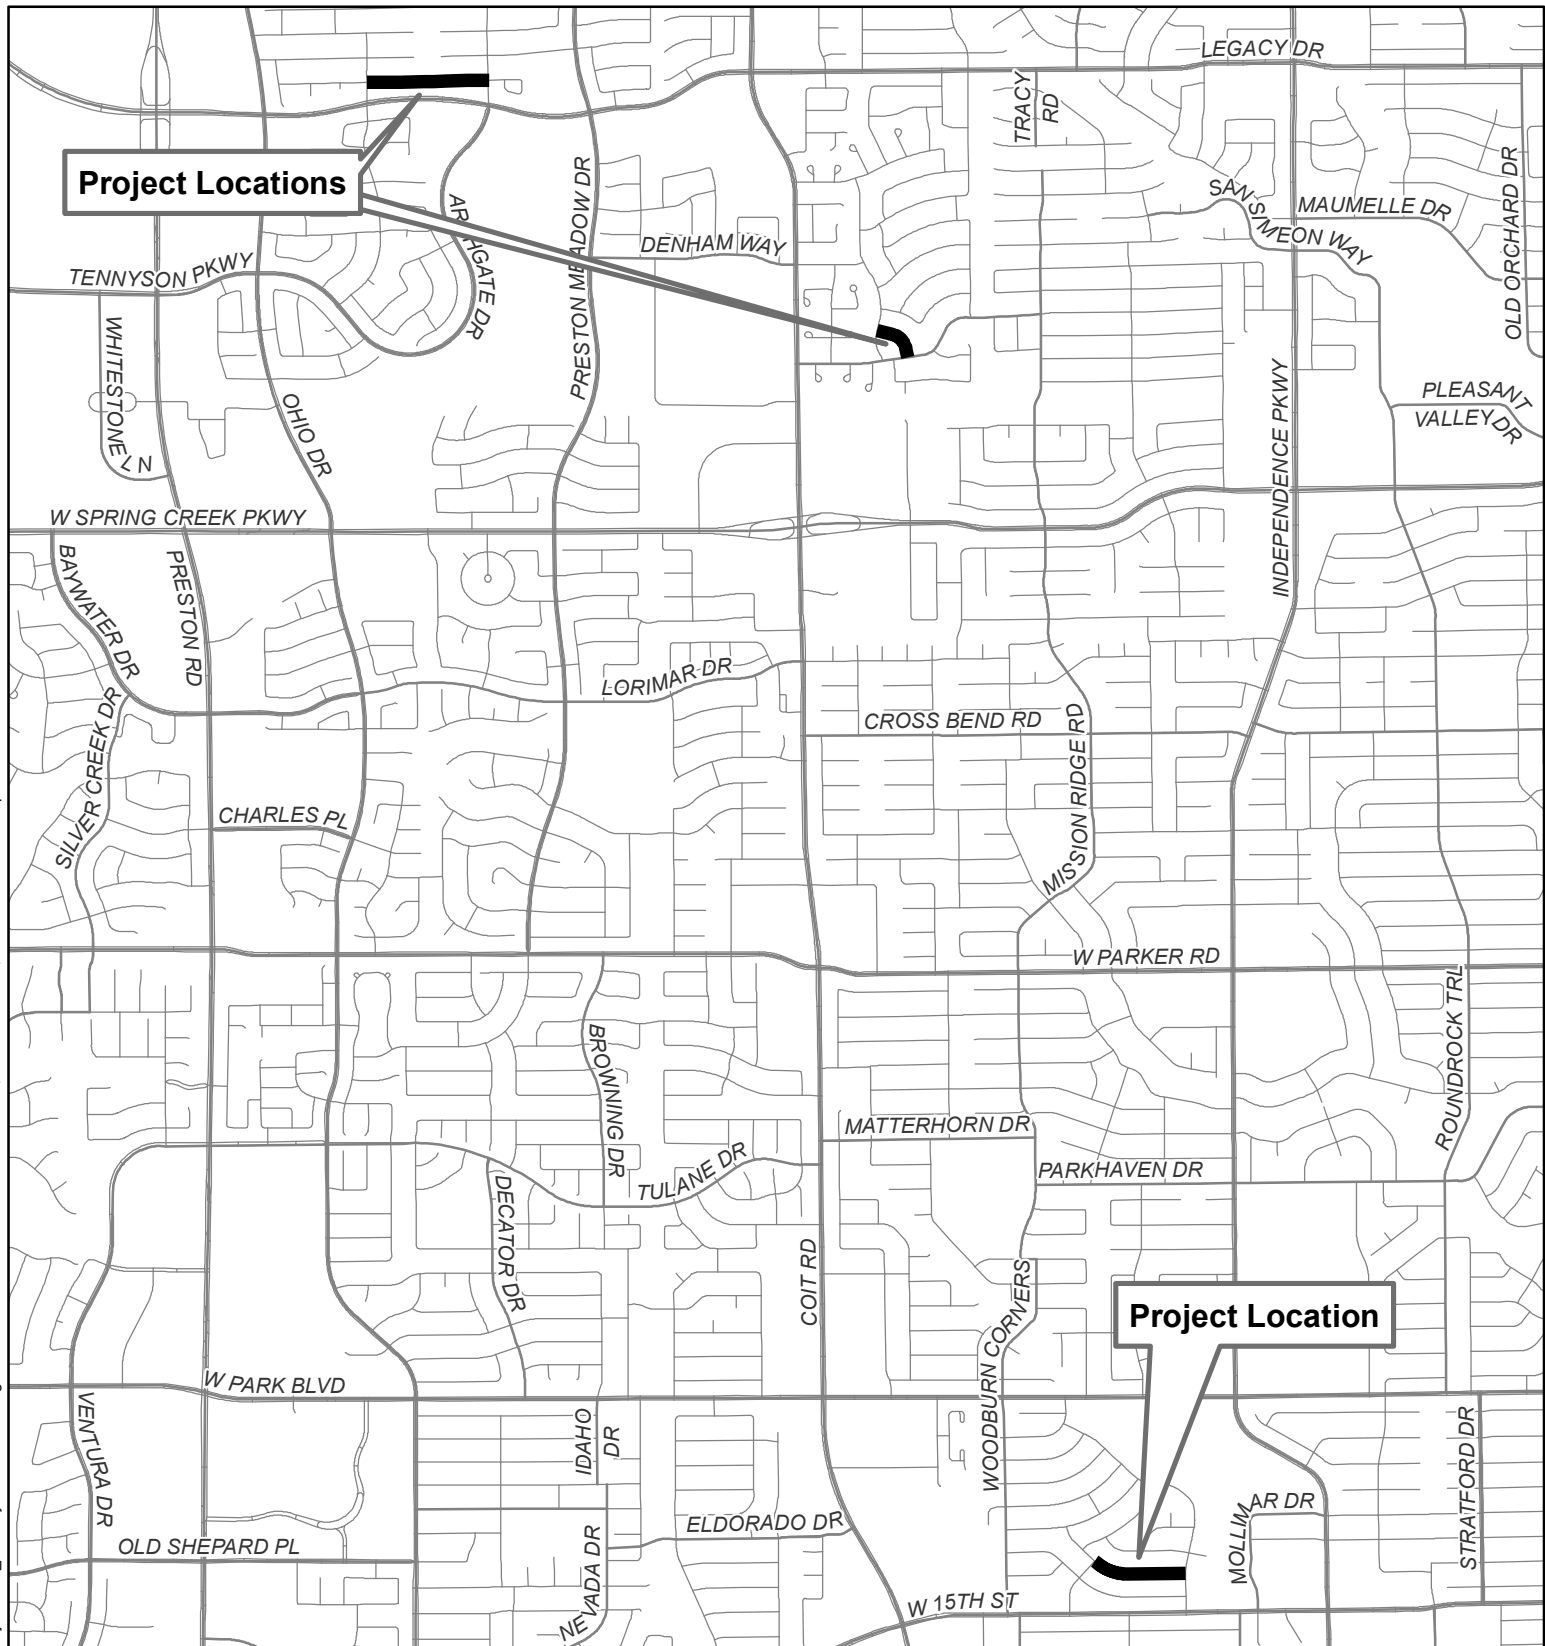 LEGACY DR
TRACY
RD
Project Locations
ARCHGATE DR
PRESTON MEADOW DR
DENHAM WAY
SAN SIMEON WAY
MAUMELLE DR
OLD ORCHARD DR
TENNYSON PKWY
WHITESTONE LN
OHIO DR
INDEPENDENCE PKWY
PLEASANT
VALLEY DR
W SPRING CREEK PKWY
BAYWATER DR
PRESTON RD
LORIMAR DR
CROSS BEND RD
MISSION RIDGE RD
SILVER CREEK DR
CHARLES PL
W PARKER RD
ROUNDROCK TRL
BROWNING DR
MATTERHORN DR
TULANE DR
PARKHAVEN DR
DECATOR DR
COIT RD
WOODBURN CORNERS
Project Location
W PARK BLVD
VENTURA DR
IDAHO
DR
STRATFORD DR
MOLLIMAR DR
ELDORADO DR
OLD SHEPARD PL
NEVADA DR
W 15TH ST